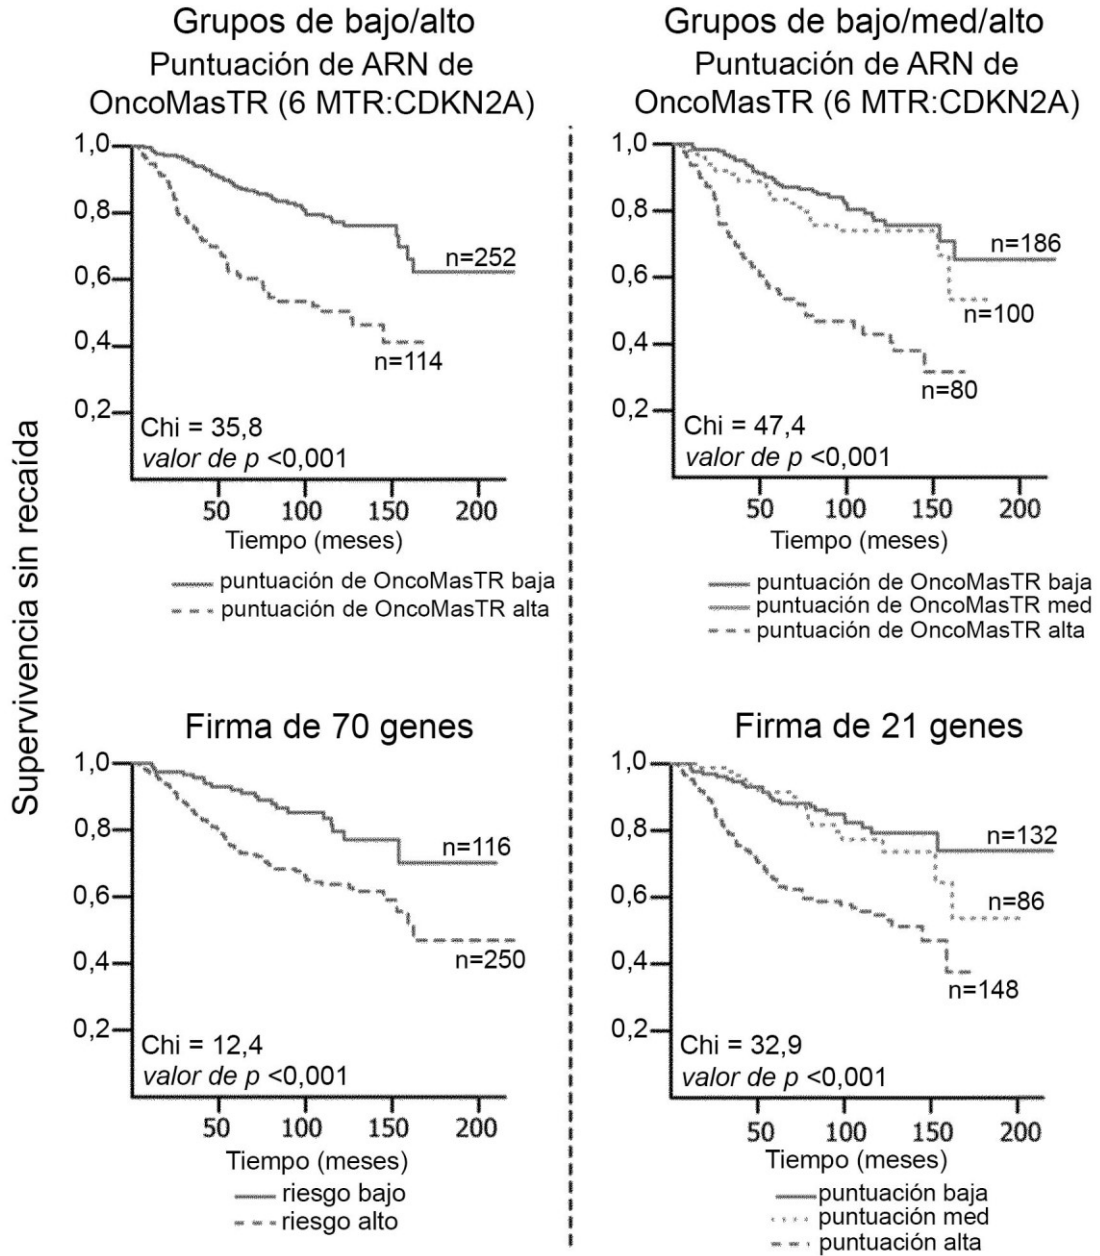 Grupos de bajo/alto
Puntuación de ARN de
OncoMasTR (6 MTR:CDKN2A)
1,0
0,8
0,6
0,4
0,2
n=252
n=114
Chi = 35,8
valor de p <0,001
50 100 150 200
Tiempo (meses)
puntuación de OncoMasTR baja
puntuación de OncoMasTR alta
Grupos de bajo/med/alto
Puntuación de ARN de
OncoMasTR (6 MTR:CDKN2A)
1,0
0,8
0,6
0,4
0,2
n=186
n=100
n=80
Chi = 47,4
valor de p <0,001
50 100 150 200
Tiempo (meses)
puntuación de OncoMasTR baja
puntuación de OncoMasTR med
puntuación de OncoMasTR alta
Supervivencia sin recaída
Firma de 70 genes
1,0
0,8
0,6
0,4
0,2
n=116
n=250
Chi = 12,4
valor de p <0,001
50 100 150 200
Tiempo (meses)
riesgo bajo
riesgo alto
Firma de 21 genes
1,0
0,8
0,6
0,4
0,2
n=132
n=86
n=148
Chi = 32,9
valor de p <0,001
50 100 150 200
Tiempo (meses)
puntuación baja
puntuación med
puntuación alta